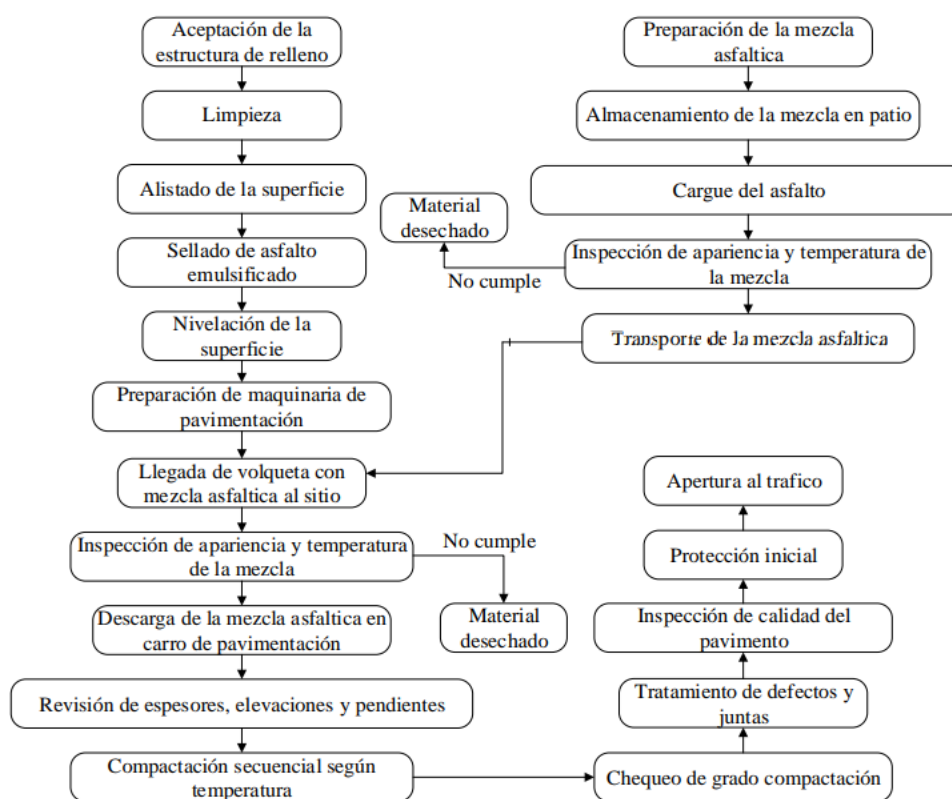 Aceptación de la
estructura de relleno
Limpieza
Alistado de la superficie
Sellado de asfalto
emulsificado
Nivelación de la
superficie
Preparación de maquinaria de
pavimentación
Llegada de volqueta con
mezcla asfaltica al sitio
Inspección de apariencia y temperatura
de la mezcla
No cumple
Material
desechado
Descarga de la mezcla asfaltica en
carro de pavimentación
Revisión de espesores, elevaciones y pendientes
Compactación secuencial según
temperatura
Preparación de la mezcla
asfaltica
Almacenamiento de la mezcla en patio
Cargue del asfalto
Inspección de apariencia y temperatura de
la mezcla
No cumple
Material
desechado
Transporte de la mezcla asfaltica
Apertura al trafico
Protección inicial
Inspección de calidad del
pavimento
Tratamiento de defectos y
juntas
Chequeo de grado compactación